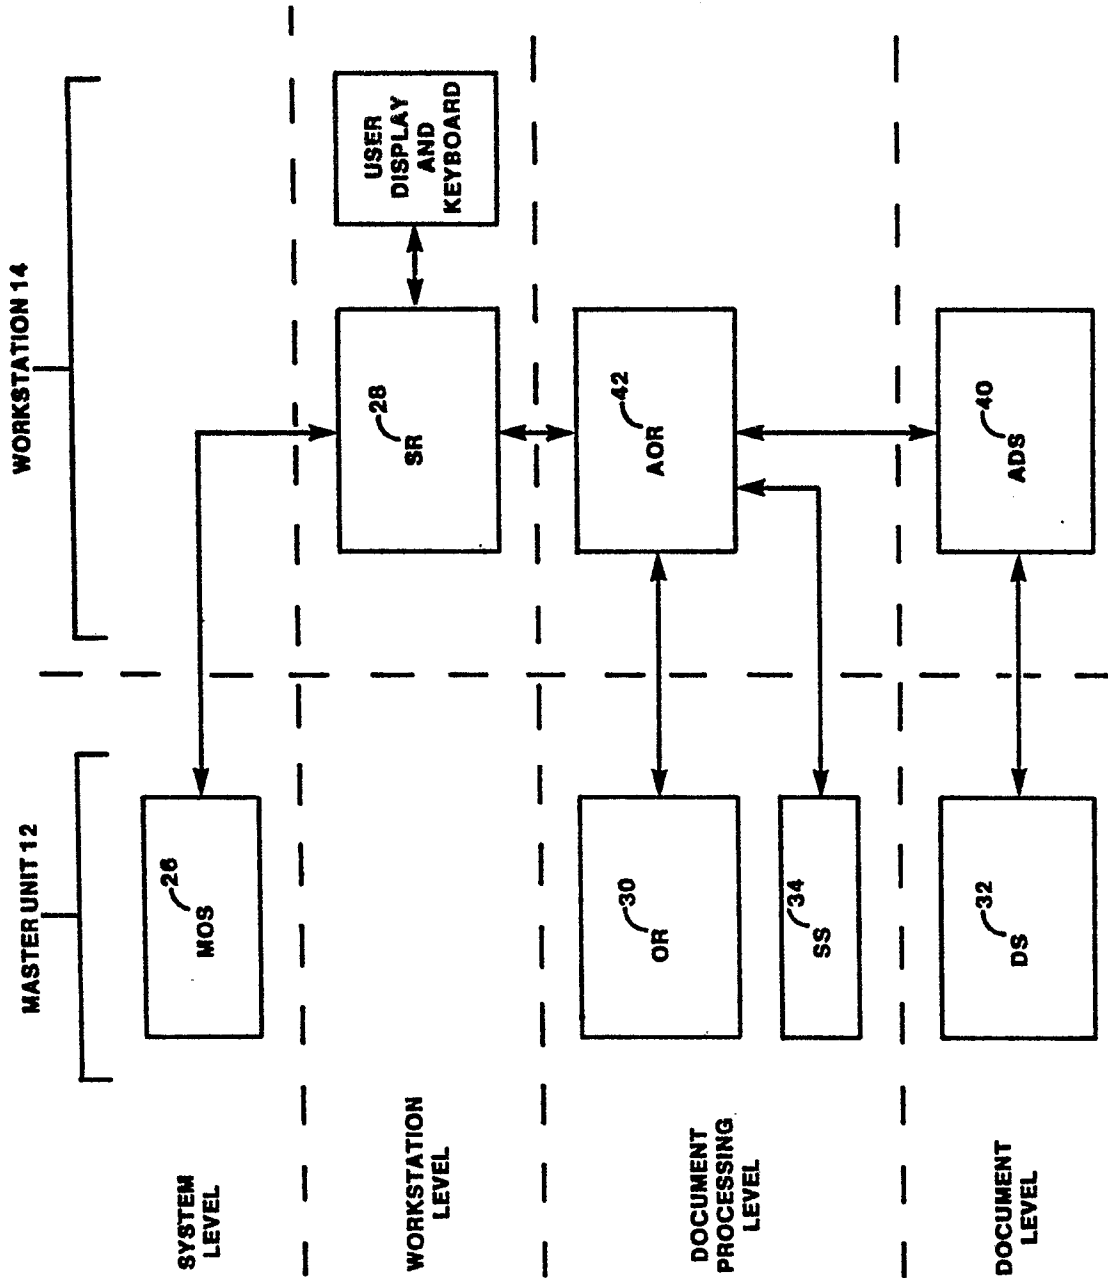 MASTER UNIT 12
WORKSTATION 14
SYSTEM
LEVEL
MOS
26
WORKSTATION
LEVEL
SR
28
USER
DISPLAY
AND
KEYBOARD
DOCUMENT
PROCESSING
LEVEL
OR
30
AOR
42
SS
34
DOCUMENT
LEVEL
DS
32
ADS
40